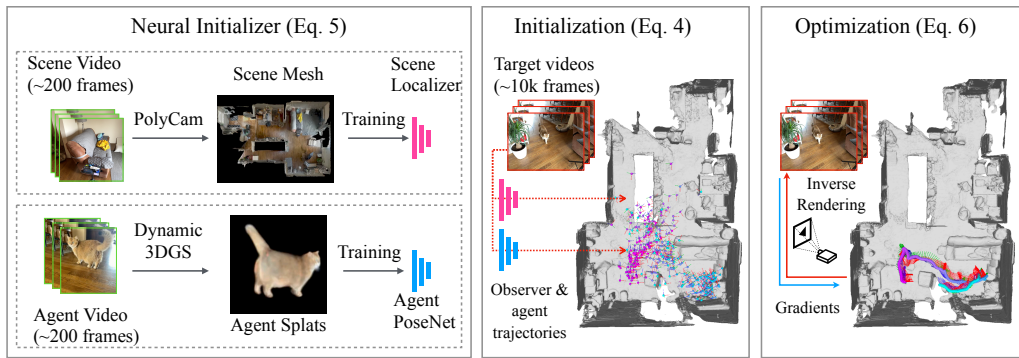 Neural Initializer (Eq. 5)
Scene Video
(~200 frames)
PolyCam
Scene Mesh
Training
Scene
Localizer
Dynamic
3DGS
Training
Agent Video
(~200 frames)
Agent Splats
Agent
PoseNet
Initialization (Eq. 4)
Target videos
(~10k frames)
Observer &
agent
trajectories
Optimization (Eq. 6)
Inverse
Rendering
Gradients